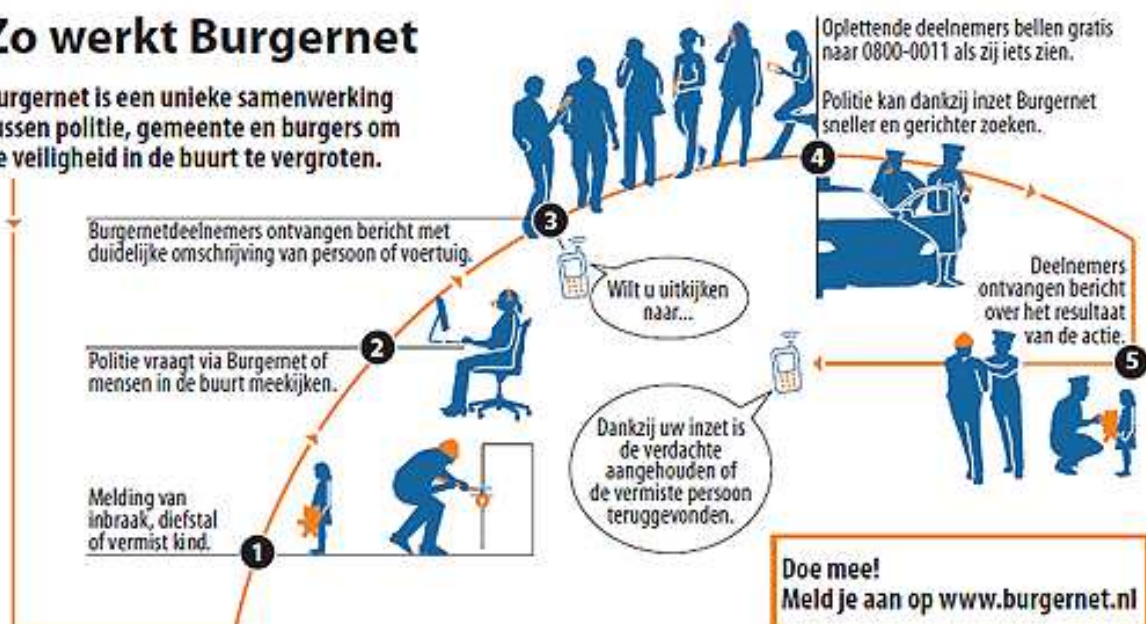 Zo werkt Burgernet
urgernet is een unieke samenwerking
ussen politie, gemeente en burgers om
e veiligheid in de buurt te vergroten.
1
Melding van
inbraak, diefstal
of vermist kind.
2
Politie vraagt via Burgernet of
mensen in de buurt meekijken.
3
Burgernetdeelnemers ontvangen bericht met
duidelijke omschrijving van persoon of voertuig.
Wilt u uitkijken
naar...
4
Oplettende deelnemers bellen gratis
naar 0800-0011 als zij iets zien.
Politie kan dankzij inzet Burgernet
sneller en gerichter zoeken.
5
Deelnemers
ontvangen bericht
over het resultaat
van de actie.
Dankzij uw inzet is
de verdachte
aangehouden of
de vermiste persoon
teruggevonden.
Doe mee!
Meld je aan op www.burgernet.nl